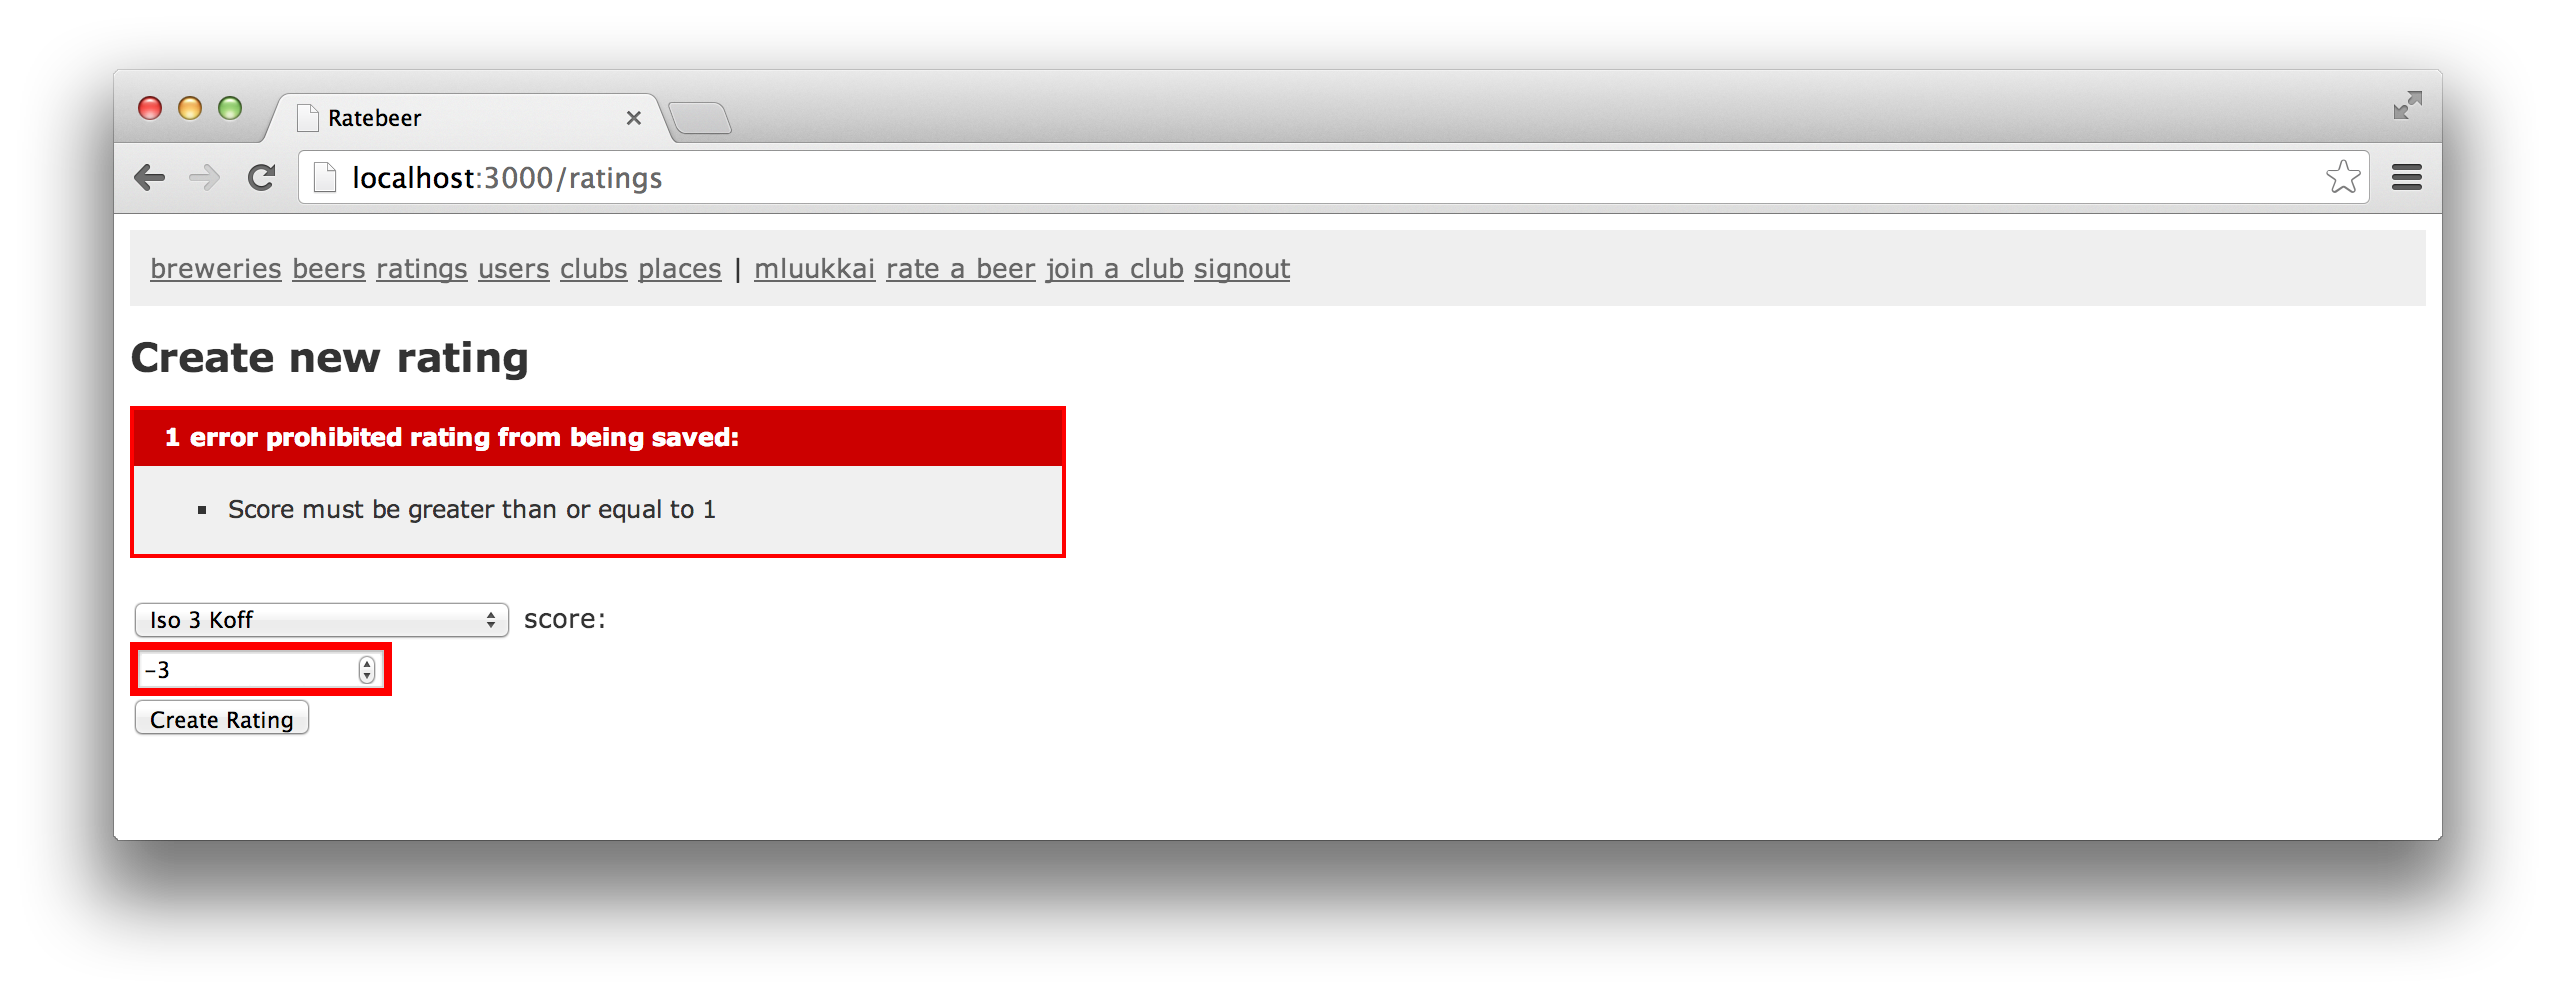 Ratebeer
localhost:3000/ratings
breweries beers ratings users clubs places | mluukkai rate a beer join a club signout
Create new rating
1 error prohibited rating from being saved:
Score must be greater than or equal to 1
Iso 3 Koff score:
-3
Create Rating